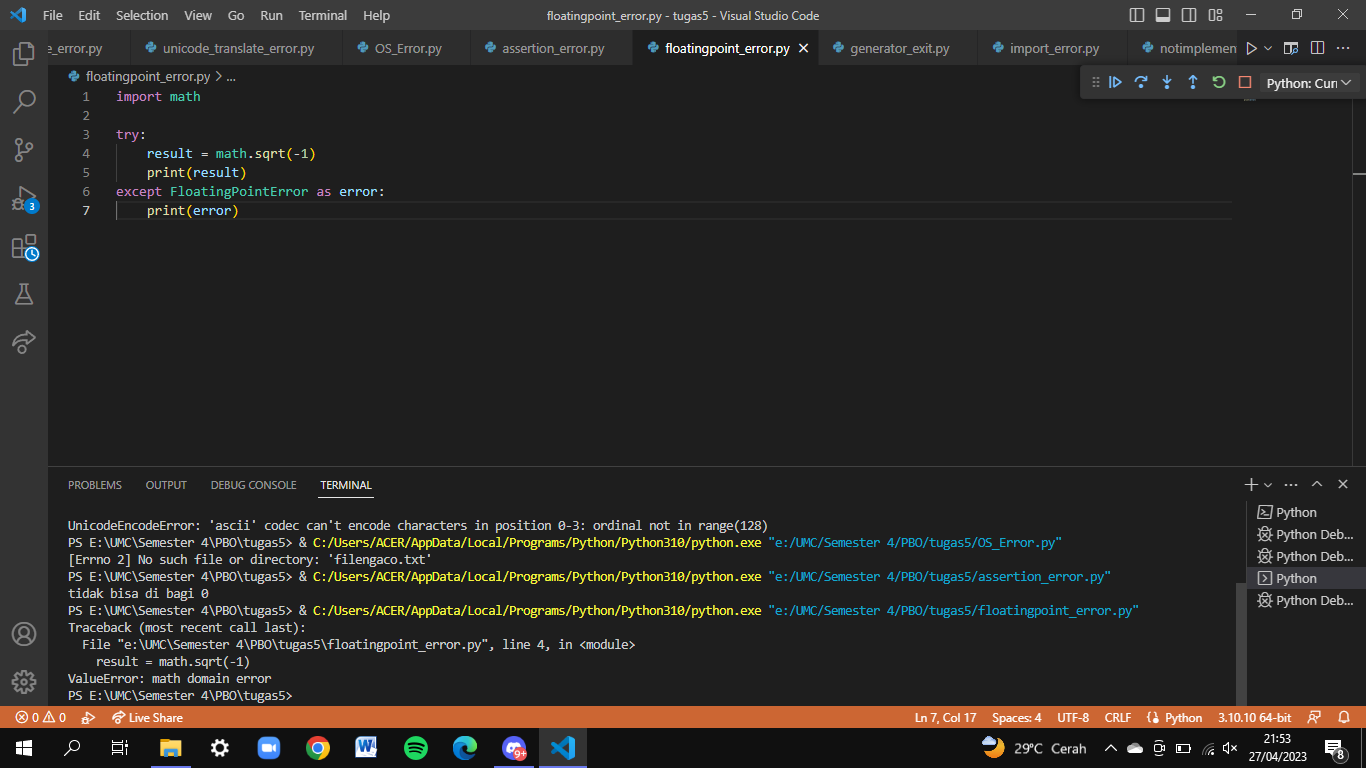 File Edit Selection View Go Run Terminal Help floatingpoint_error.py - tugas5 - Visual Studio Code
e_error.py unicode_translate_error.py OS_Error.py assertion_error.py floatingpoint_error.py generator_exit.py import_error.py notimplemen
floatingpoint_error.py > ...
Python: Cur
1 import math
2
3 try:
4 result = math.sqrt(-1)
5 print(result)
6 except FloatingPointError as error:
7 print(error)
3
PROBLEMS OUTPUT DEBUG CONSOLE TERMINAL
UnicodeEncodeError: 'ascii' codec can't encode characters in position 0-3: ordinal not in range(128)
PS E:\UMC\Semester 4\PBO\tugas5> & C:/Users/ACER/AppData/Local/Programs/Python/Python310/python.exe "e:/UMC/Semester 4/PBO/tugas5/OS_Error.py"
[Errno 2] No such file or directory: 'filengaco.txt'
PS E:\UMC\Semester 4\PBO\tugas5> & C:/Users/ACER/AppData/Local/Programs/Python/Python310/python.exe "e:/UMC/Semester 4/PBO/tugas5/assertion_error.py"
tidak bisa di bagi 0
PS E:\UMC\Semester 4\PBO\tugas5> & C:/Users/ACER/AppData/Local/Programs/Python/Python310/python.exe "e:/UMC/Semester 4/PBO/tugas5/floatingpoint_error.py"
Traceback (most recent call last):
File "e:\UMC\Semester 4\PBO\tugas5\floatingpoint_error.py", line 4, in <module>
result = math.sqrt(-1)
ValueError: math domain error
PS E:\UMC\Semester 4\PBO\tugas5>
Python
Python Deb...
Python Deb...
Python
Python Deb...
0 0 Live Share Ln 7, Col 17 Spaces: 4 UTF-8 CRLF Python 3.10.10 64-bit
9+ 29°C Cerah 21:53
27/04/2023 8